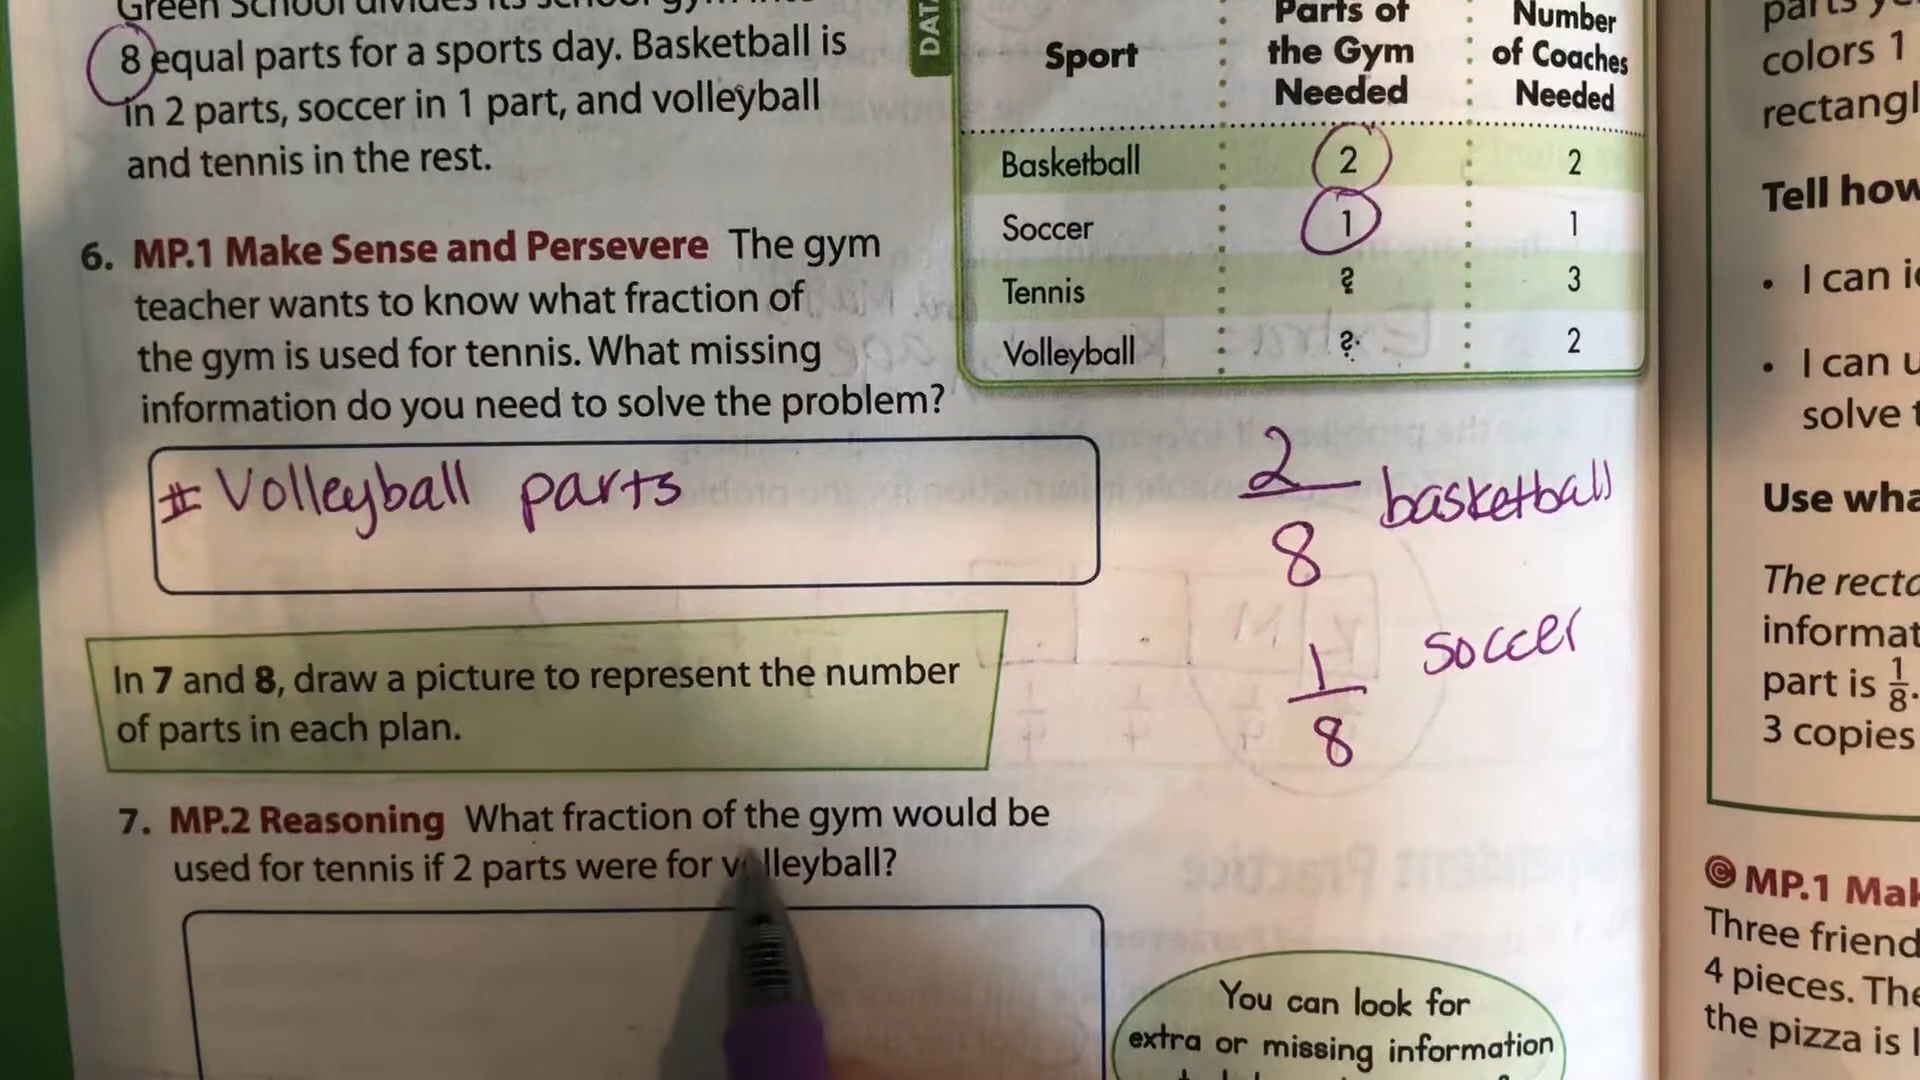 Green School divides its school gym into
8 equal parts for a sports day. Basketball is
in 2 parts, soccer in 1 part, and volleyball
and tennis in the rest.
DATA
Sport
Parts of
the Gym
Needed
Number
of Coaches
Needed
Basketball 2 2
Soccer 1 1
Tennis ? 3
Volleyball ? 2
6. MP.1 Make Sense and Persevere The gym
teacher wants to know what fraction of
the gym is used for tennis. What missing
information do you need to solve the problem?
# Volleyball parts
2/8 basketball
1/8 soccer
In 7 and 8, draw a picture to represent the number
of parts in each plan.
7. MP.2 Reasoning What fraction of the gym would be
used for tennis if 2 parts were for volleyball?
You can look for
extra or missing information
colors 1
rectangl
Tell how
• I can
• I can
solve
Use wha
The recta
informat
part is 1/8.
3 copies
© MP.1 Mak
Three friend
4 pieces. The
the pizza is